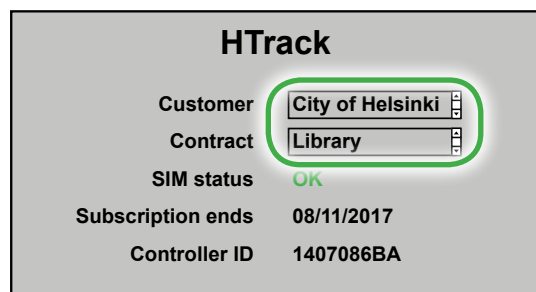 HTrack
Customer City of Helsinki
Contract Library
SIM status OK
Subscription ends 08/11/2017
Controller ID 1407086BA